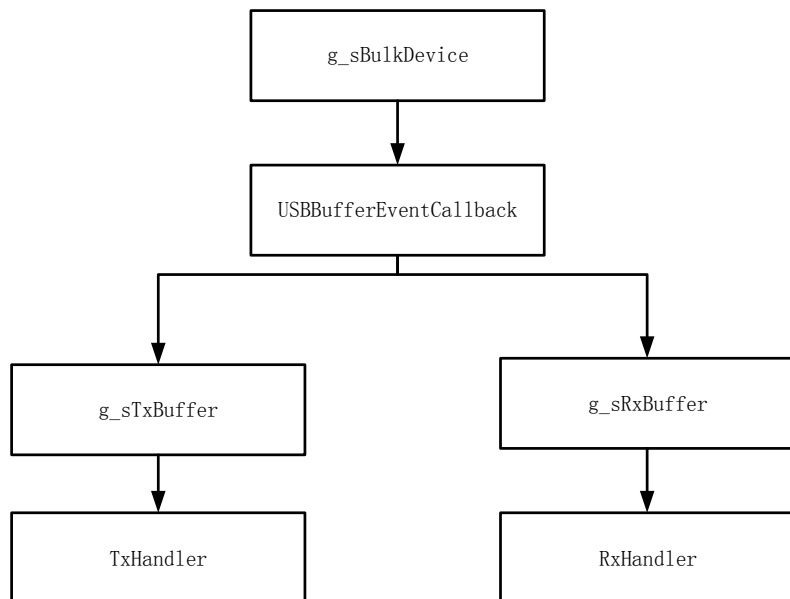 g_sBulkDevice
USBBufferEventCallback
g_sTxBuffer
g_sRxBuffer
TxHandler
RxHandler